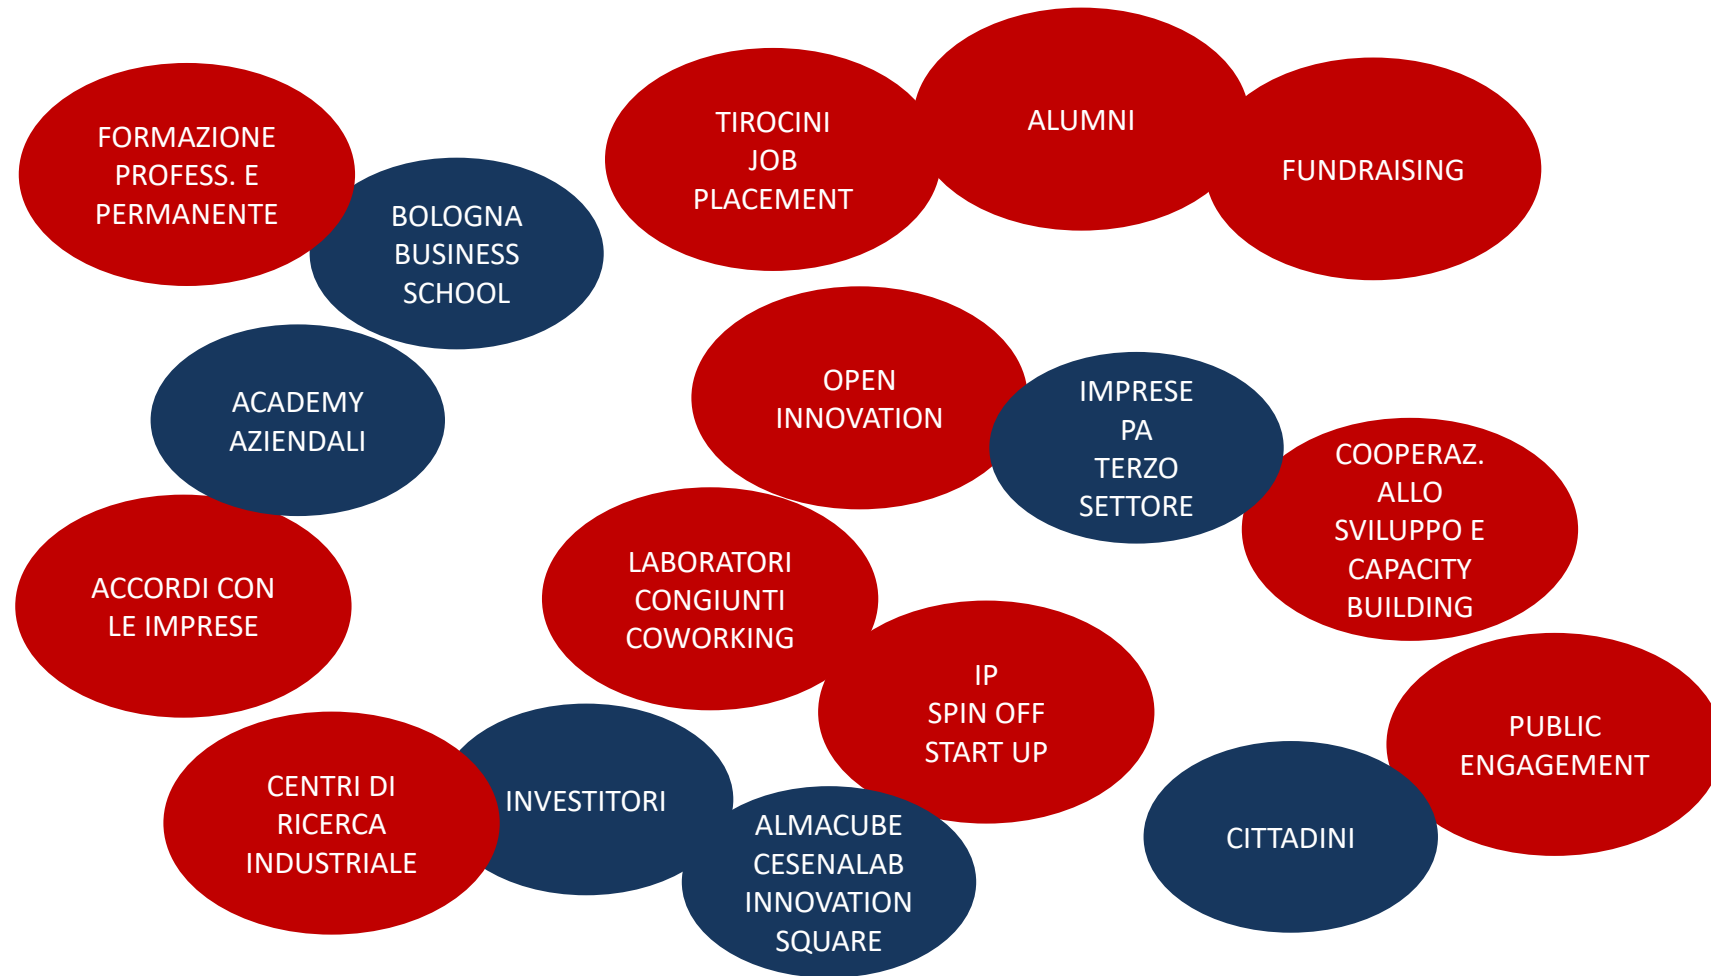 FORMAZIONE
PROFESS. E
PERMANENTE
BOLOGNA
BUSINESS
SCHOOL
TIROCINI
JOB
PLACEMENT
ALUMNI
FUNDRAISING
ACADEMY
AZIENDALI
OPEN
INNOVATION
IMPRESE
PA
TERZO
SETTORE
COOPERAZ.
ALLO
SVILUPPO E
CAPACITY
BUILDING
ACCORDI CON
LE IMPRESE
LABORATORI
CONGIUNTI
COWORKING
IP
SPIN OFF
START UP
PUBLIC
ENGAGEMENT
CENTRI DI
RICERCA
INDUSTRIALE
INVESTITORI
ALMACUBE
CESENALAB
INNOVATION
SQUARE
CITTADINI